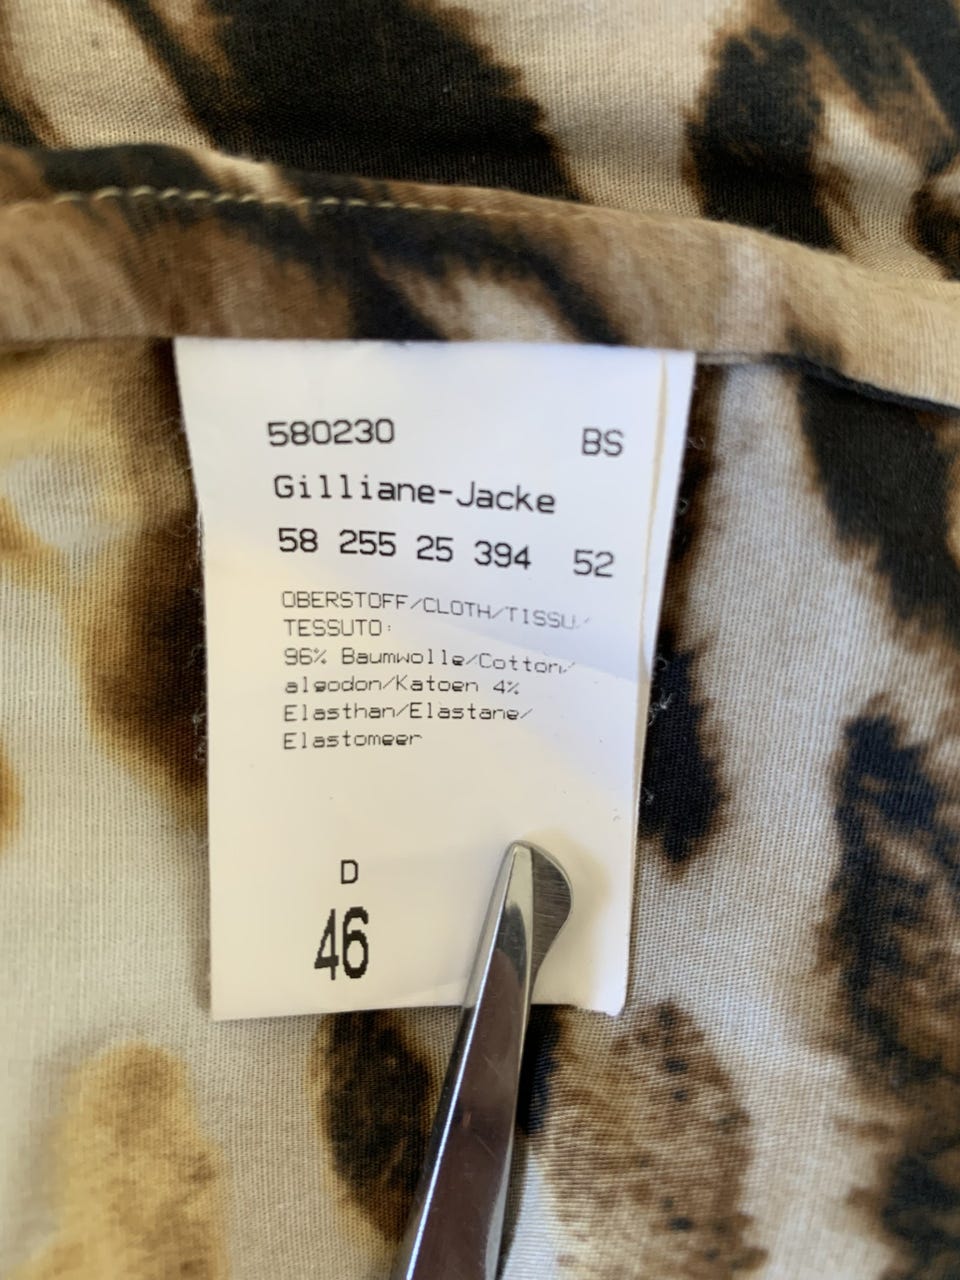 580230 BS
Gilliane-Jacke
58 255 25 394 52
OBERSTOFF/CLOTH/TISSU/
TESSUTO:
96% Baumwolle/Cotton/
algodon/Katoen 4%
Elasthan/Elastane/
Elastomeer
D
46